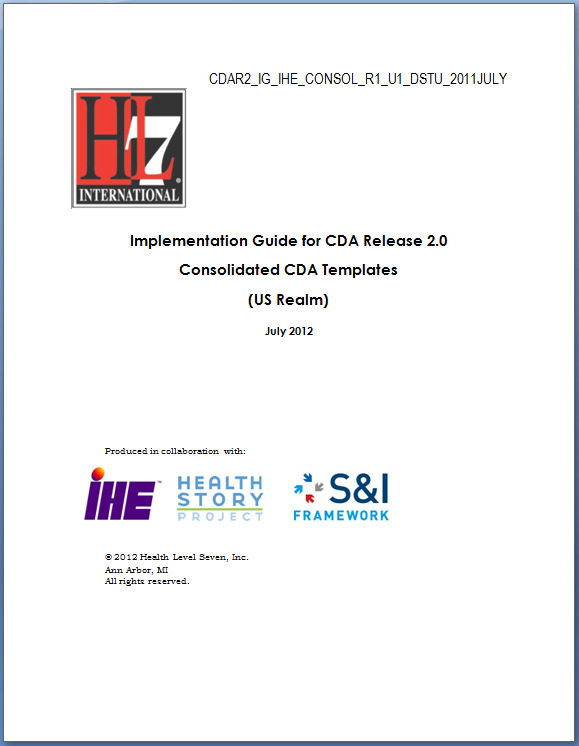 CDAR2_IG_IHE_CONSOL_R1_U1_DSTU_2011JULY
HL7
®
INTERNATIONAL
Implementation Guide for CDA Release 2.0
Consolidated CDA Templates
(US Realm)
July 2012
Produced in collaboration with:
iHE™
HEALTH
STORY
PROJECT
S&I
FRAMEWORK
© 2012 Health Level Seven, Inc.
Ann Arbor, MI
All rights reserved.